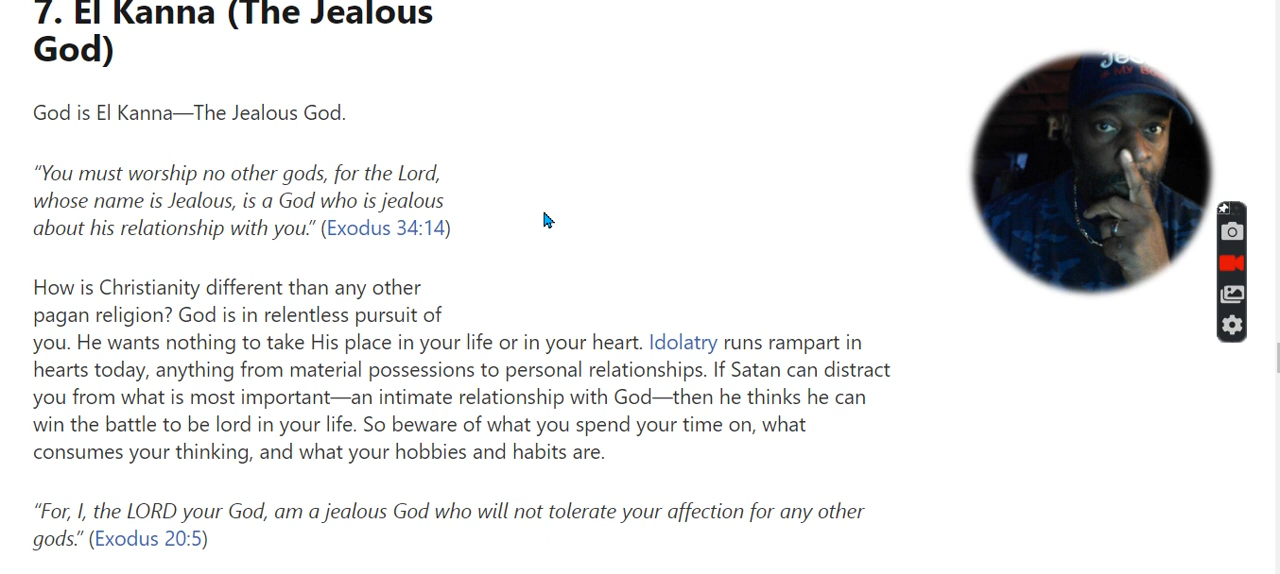 7. El Kanna (The Jealous
God)
God is El Kanna—The Jealous God.
“You must worship no other gods, for the Lord,
whose name is Jealous, is a God who is jealous
about his relationship with you.” (Exodus 34:14)
How is Christianity different than any other
pagan religion? God is in relentless pursuit of
you. He wants nothing to take His place in your life or in your heart. Idolatry runs rampant in
hearts today, anything from material possessions to personal relationships. If Satan can distract
you from what is most important—an intimate relationship with God—then he thinks he can
win the battle to be lord in your life. So beware of what you spend your time on, what
consumes your thinking, and what your hobbies and habits are.
“For, I, the LORD your God, am a jealous God who will not tolerate your affection for any other
gods.” (Exodus 20:5)
is My